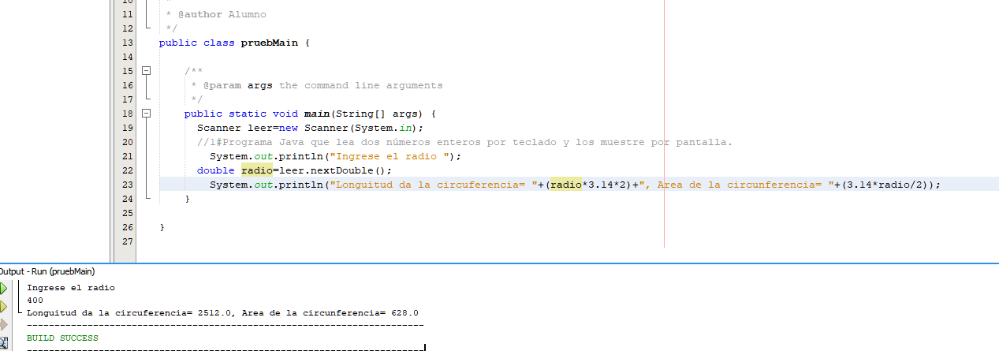 10 *
11 * @author Alumno
12 */
13 public class pruebMain {
14
15 /**
16 * @param args the command line arguments
17 */
18 public static void main(String[] args) {
19 Scanner leer=new Scanner(System.in);
20 //1#Programa Java que lea dos números enteros por teclado y los muestre por pantalla.
21 System.out.println("Ingrese el radio ");
22 double radio=leer.nextDouble();
23 System.out.println("Longuitud da la circuferencia= "+(radio*3.14*2)+", Area de la circunferencia= "+(3.14*radio/2));
24 }
25
26 }
27
Output - Run (pruebMain)
Ingrese el radio
400
Longuitud da la circuferencia= 2512.0, Area de la circunferencia= 628.0
------------------------------------------------------------------------
BUILD SUCCESS
------------------------------------------------------------------------